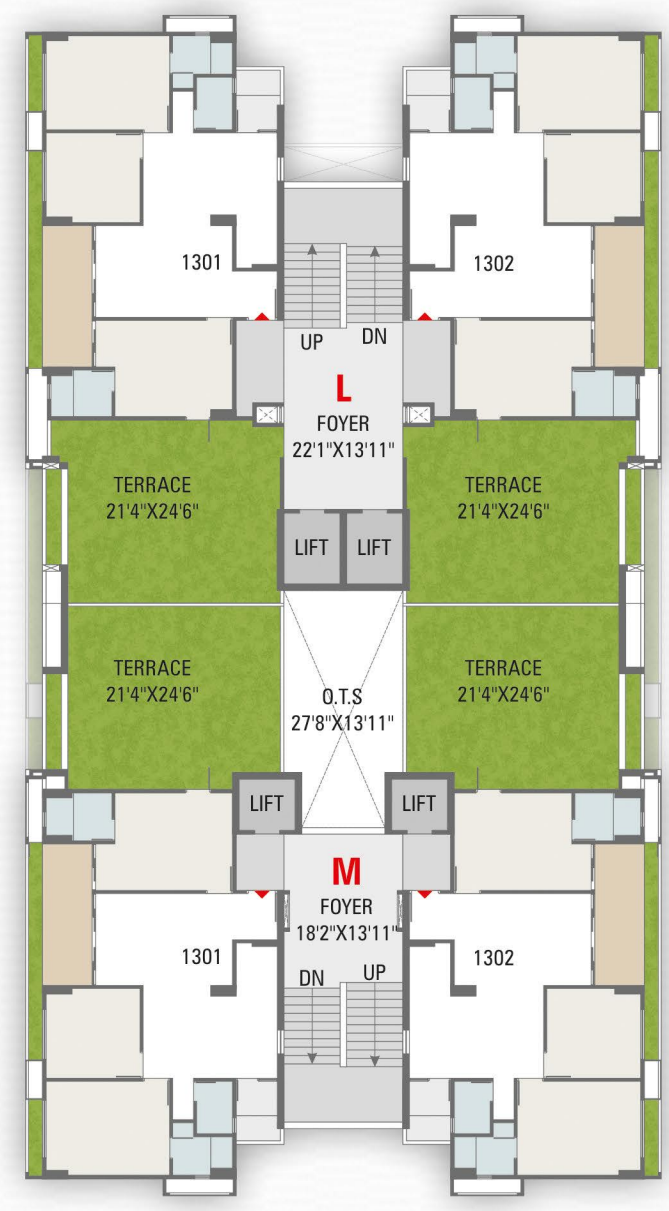 1301
1302
UP
DN
L
FOYER
22'1"X13'11"
TERRACE
21'4"X24'6"
TERRACE
21'4"X24'6"
LIFT
LIFT
TERRACE
21'4"X24'6"
O.T.S
27'8"X13'11"
TERRACE
21'4"X24'6"
LIFT
LIFT
M
FOYER
18'2"X13'11"
1301
1302
DN
UP